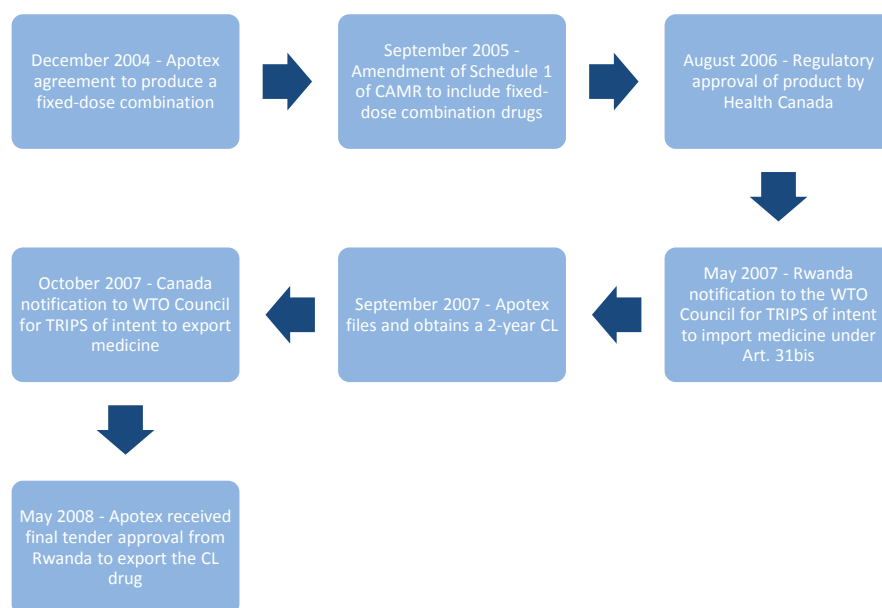 December 2004 - Apotex
agreement to produce a
fixed-dose combination
September 2005 -
Amendment of Schedule 1
of CAMR to include fixed-
dose combination drugs
August 2006 - Regulatory
approval of product by
Health Canada
May 2007 - Rwanda
notification to the WTO
Council for TRIPS of intent
to import medicine under
Art. 31bis
September 2007 - Apotex
files and obtains a 2-year CL
October 2007 - Canada
notification to WTO Council
for TRIPS of intent to export
medicine
May 2008 - Apotex received
final tender approval from
Rwanda to export the CL
drug